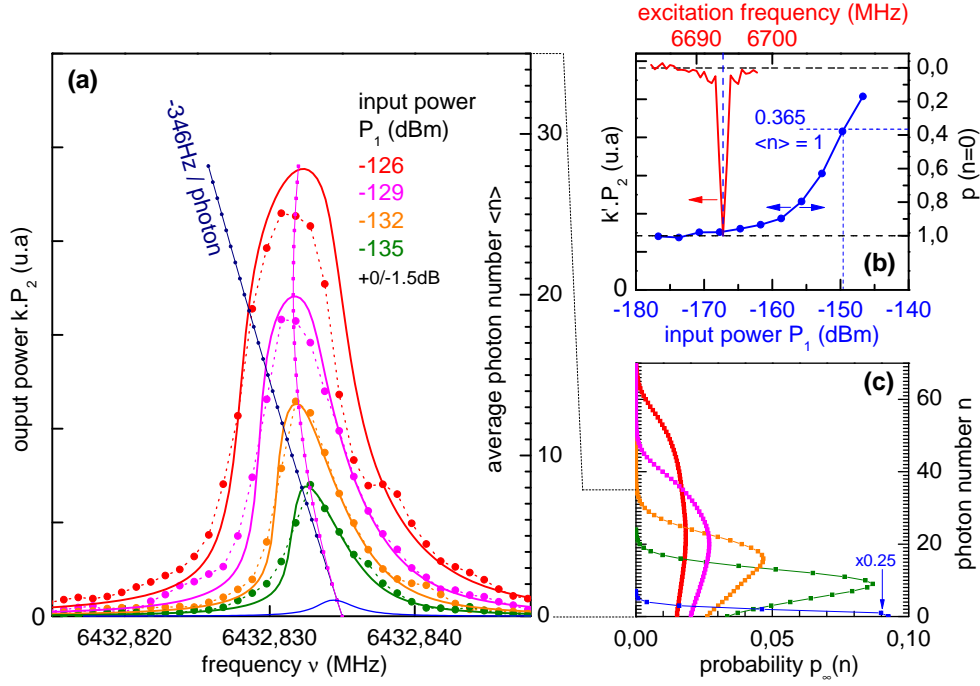 (a)
-346Hz / photon
input power
P1 (dBm)
-126
-129
-132
-135
+0/-1.5dB
ouput power k.P2 (u.a)
0
6432,820
6432,830
6432,840
frequency ν (MHz)
average photon number <n>
30
20
10
0
excitation frequency (MHz)
6690
6700
k'.P2 (u.a)
0
0.365
<n> = 1
(b)
0,0
0,2
0,4
0,6
0,8
1,0
p (n=0)
-180
-170
-160
-150
-140
input power P1 (dBm)
(c)
x0.25
60
40
20
0
photon number n
0,00
0,05
0,10
probability p∞(n)